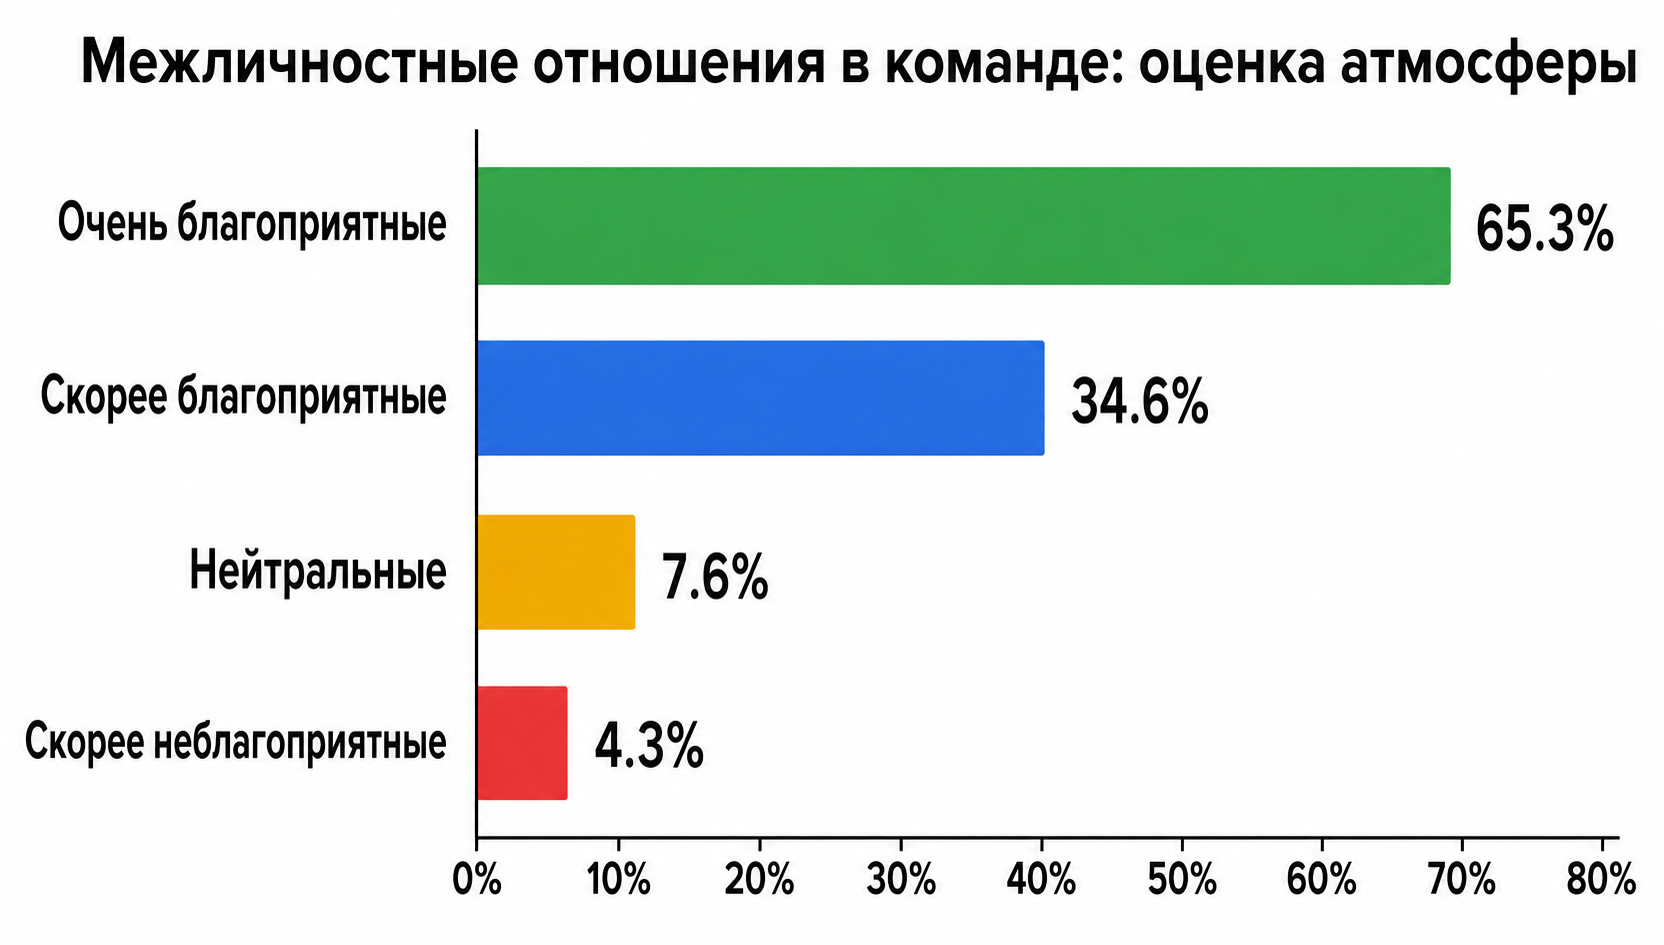 Межличностные отношения в команде: оценка атмосферы
Очень благоприятные 65.3%
Скорее благоприятные 34.6%
Нейтральные 7.6%
Скорее неблагоприятные 4.3%
0% 10% 20% 30% 40% 50% 60% 70% 80%